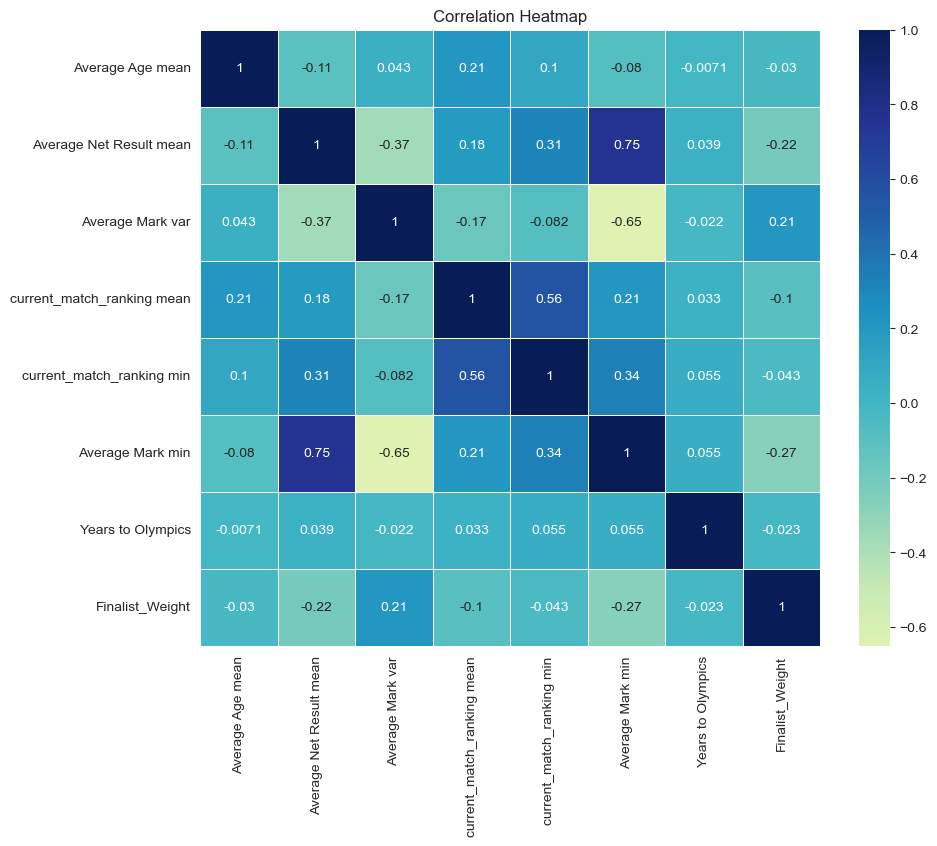 Correlation Heatmap
Average Age mean 1 -0.11 0.043 0.21 0.1 -0.08 -0.0071 -0.03
Average Net Result mean -0.11 1 -0.37 0.18 0.31 0.75 0.039 -0.22
Average Mark var 0.043 -0.37 1 -0.17 -0.082 -0.65 -0.022 0.21
current_match_ranking mean 0.21 0.18 -0.17 1 0.56 0.21 0.033 -0.1
current_match_ranking min 0.1 0.31 -0.082 0.56 1 0.34 0.055 -0.043
Average Mark min -0.08 0.75 -0.65 0.21 0.34 1 0.055 -0.27
Years to Olympics -0.0071 0.039 -0.022 0.033 0.055 0.055 1 -0.023
Finalist_Weight -0.03 -0.22 0.21 -0.1 -0.043 -0.27 -0.023 1
Average Age mean
Average Net Result mean
Average Mark var
current_match_ranking mean
current_match_ranking min
Average Mark min
Years to Olympics
Finalist_Weight
1.0
0.8
0.6
0.4
0.2
0.0
-0.2
-0.4
-0.6